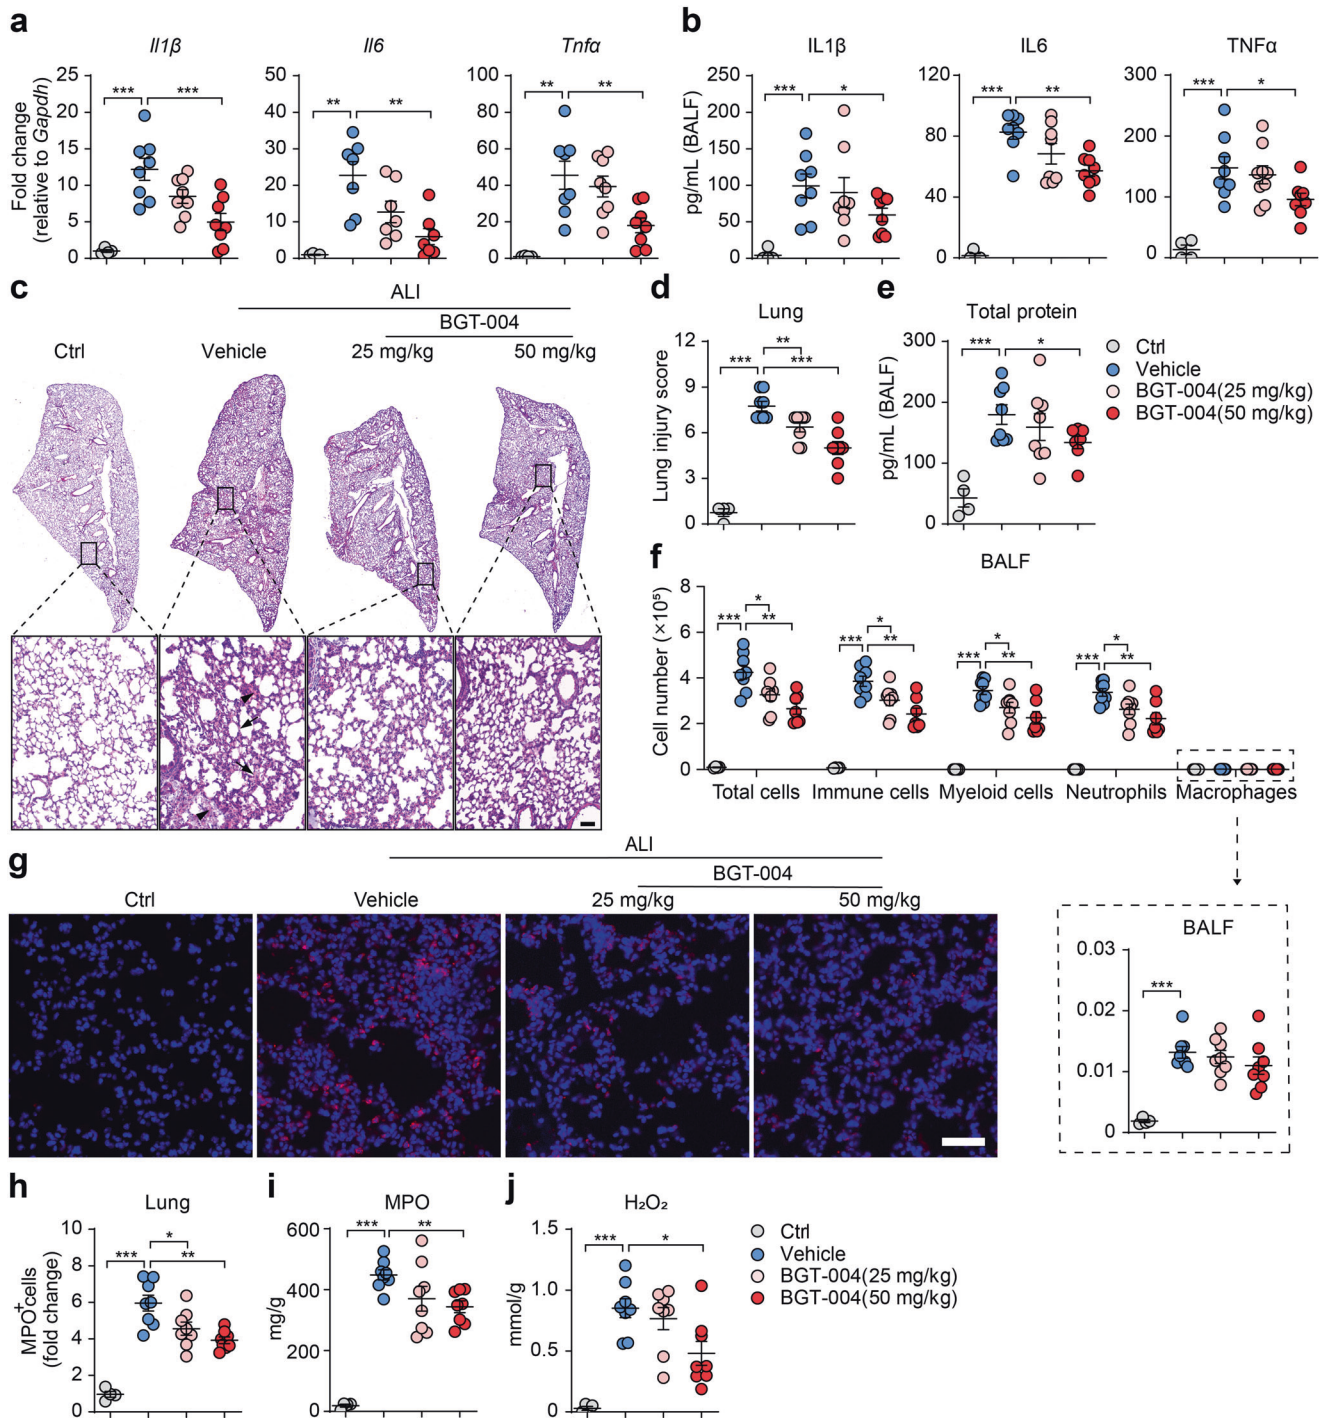 a
Il1β
Il6
Tnfα
Fold change
(relative to Gapdh)
25
20
15
10
5
0
***
***
50
40
30
20
10
0
**
**
100
80
60
40
20
0
**
**
b
IL1β
IL6
TNFα
pg/mL (BALF)
250
200
150
100
50
0
***
*
120
80
40
0
***
**
300
200
100
0
***
*
c
ALI
BGT-004
Ctrl
Vehicle
25 mg/kg
50 mg/kg
d
Lung
Lung injury score
12
9
6
3
0
***
**
***
e
Total protein
pg/mL (BALF)
300
200
100
0
***
*
Ctrl
Vehicle
BGT-004(25 mg/kg)
BGT-004(50 mg/kg)
f
BALF
Cell number (×10⁵)
8
6
4
2
0
***
*
**
***
*
**
***
*
**
***
*
**
Total cells
Immune cells
Myeloid cells
Neutrophils
Macrophages
BALF
0.03
0.02
0.01
0
***
g
ALI
BGT-004
Ctrl
Vehicle
25 mg/kg
50 mg/kg
h
Lung
MPO⁺cells
(fold change)
10
8
6
4
2
0
***
*
**
i
MPO
mg/g
600
400
200
0
***
**
j
H₂O₂
mmol/g
1.5
1.0
0.5
0
***
*
Ctrl
Vehicle
BGT-004(25 mg/kg)
BGT-004(50 mg/kg)